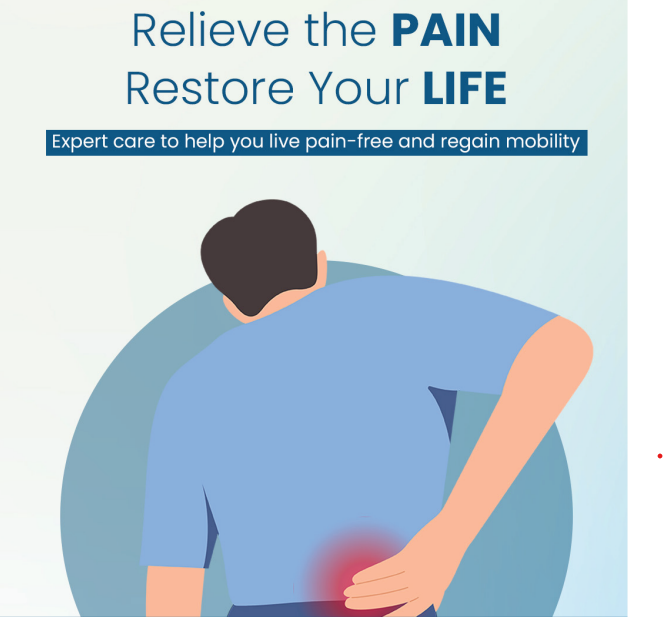 Relieve the PAIN
Restore Your LIFE
Expert care to help you live pain-free and regain mobility